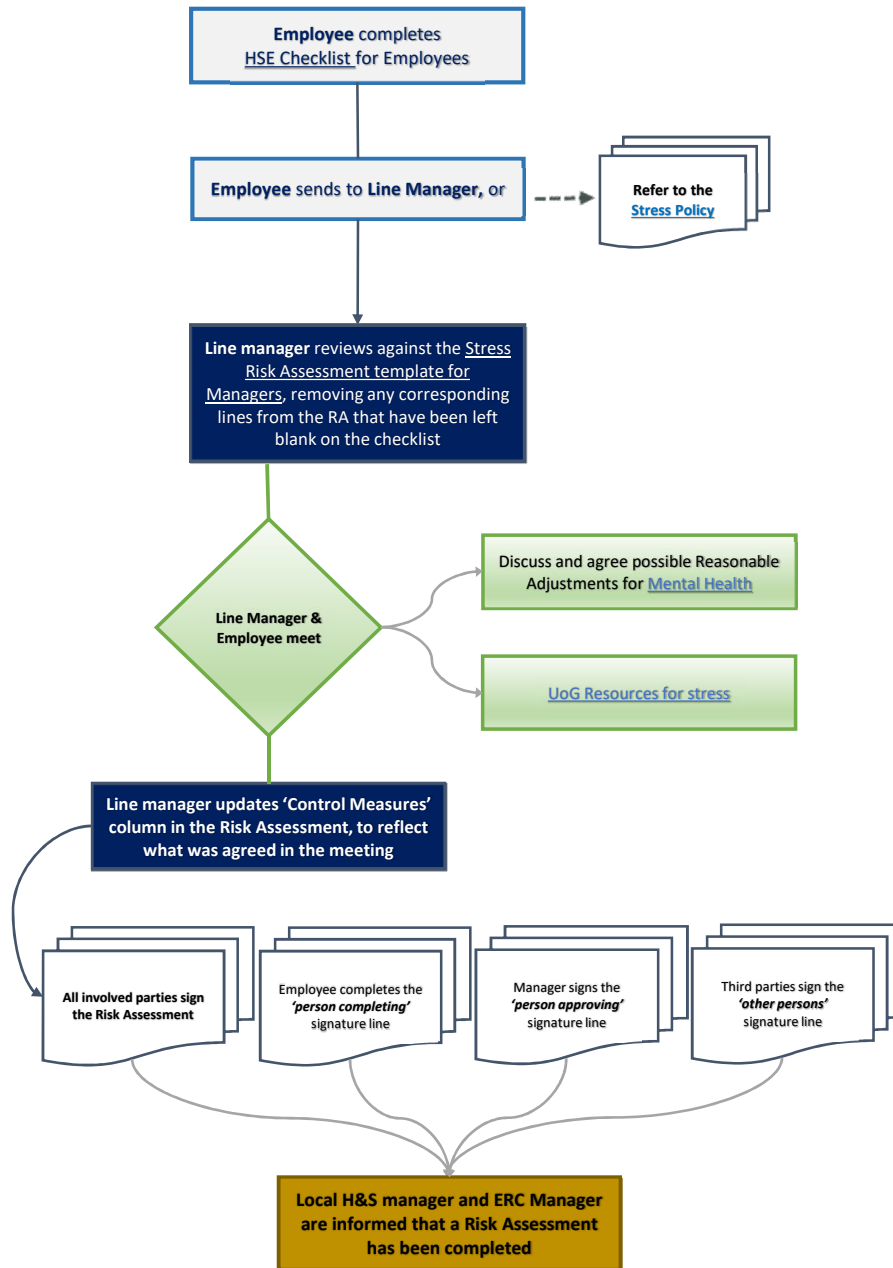 Employee completes
HSE Checklist for Employees
Employee sends to Line Manager, or
Refer to the
Stress Policy
Line manager reviews against the Stress
Risk Assessment template for
Managers, removing any corresponding
lines from the RA that have been left
blank on the checklist
Line Manager &
Employee meet
Discuss and agree possible Reasonable
Adjustments for Mental Health
UoG Resources for stress
Line manager updates ‘Control Measures’
column in the Risk Assessment, to reflect
what was agreed in the meeting
All involved parties sign
the Risk Assessment
Employee completes the
‘person completing’
signature line
Manager signs the
‘person approving’
signature line
Third parties sign the
‘other persons’
signature line
Local H&S manager and ERC Manager
are informed that a Risk Assessment
has been completed